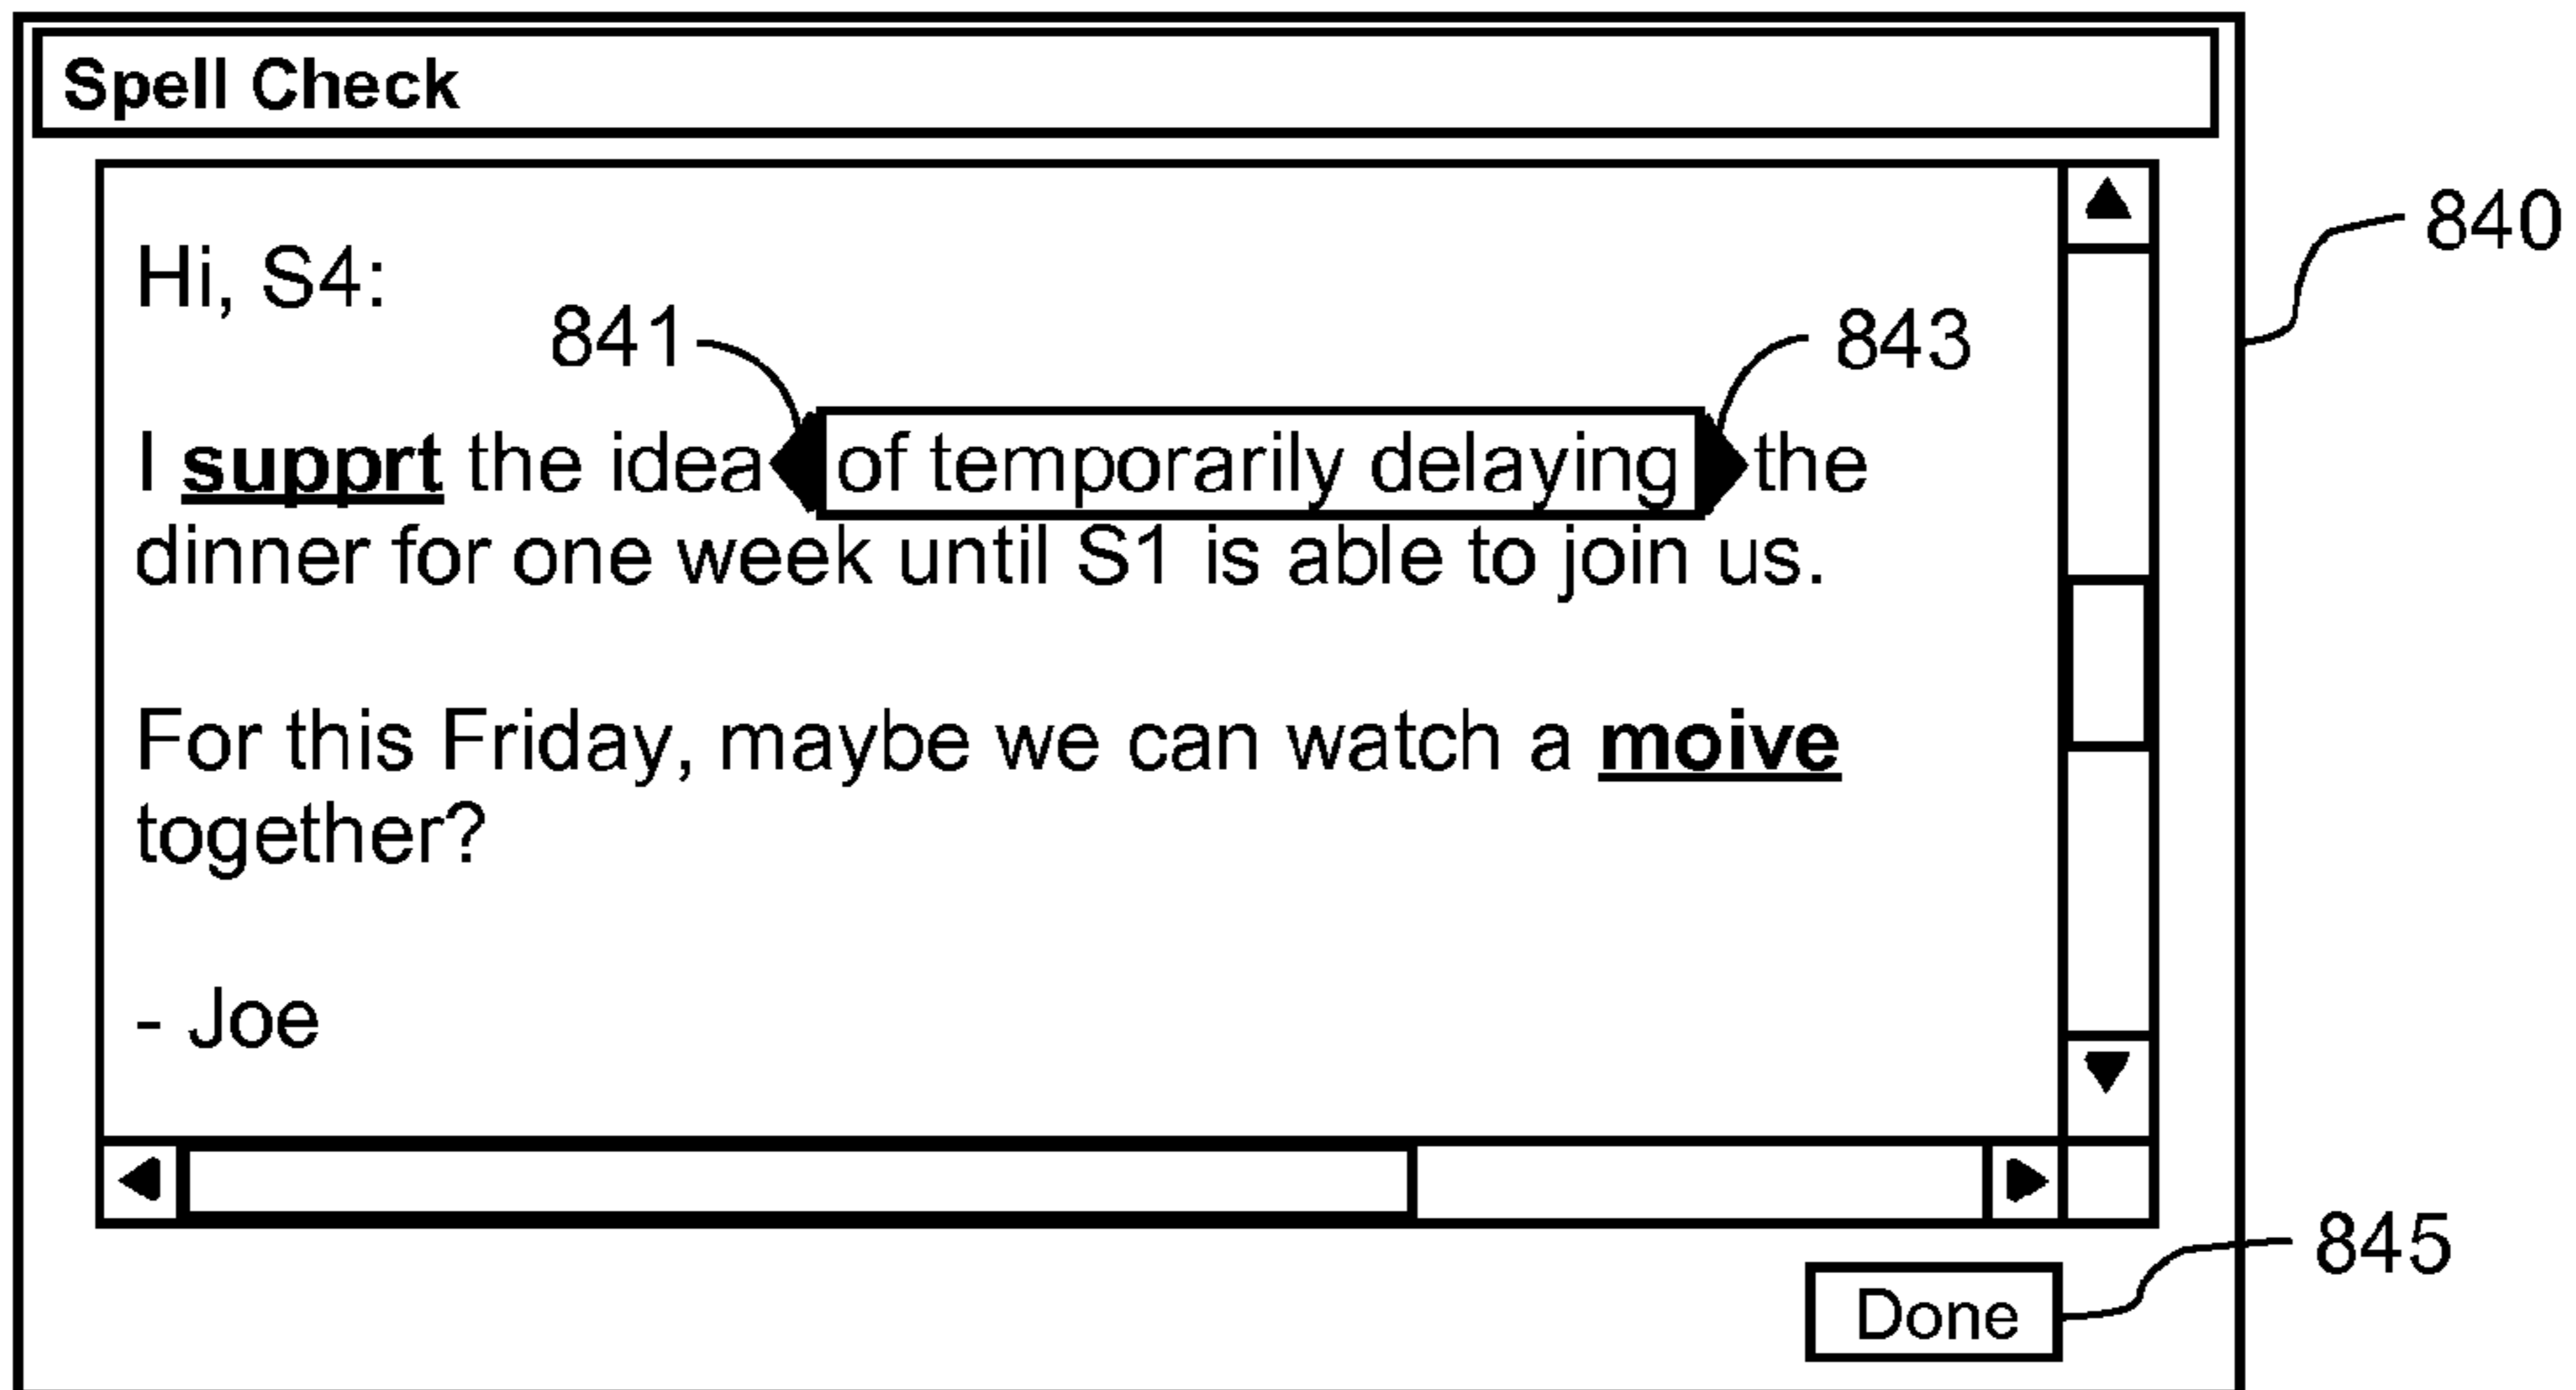 Spell Check
840
Hi, S4:
841
843
I supprt the idea of temporarily delaying the
dinner for one week until S1 is able to join us.
For this Friday, maybe we can watch a moive
together?
- Joe
845
Done